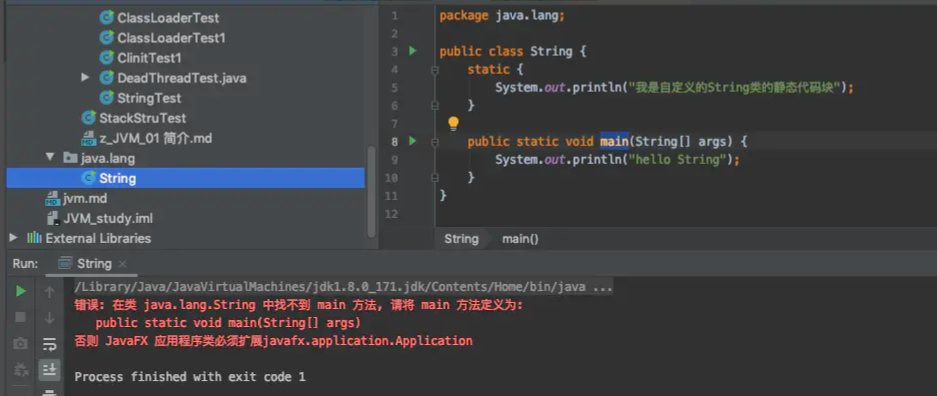 ClassLoaderTest
ClassLoaderTest1
ClinitTest1
DeadThreadTest.java
StringTest
StackStruTest
z_JVM_01 简介.md
java.lang
String
jvm.md
JVM_study.iml
External Libraries
1 package java.lang;
2
3 public class String {
4 static {
5 System.out.println("我是自定义的String类的静态代码块");
6 }
7
8 public static void main(String[] args) {
9 System.out.println("hello String");
10 }
11 }
12
String main()
Run: String
/Library/Java/JavaVirtualMachines/jdk1.8.0_171.jdk/Contents/Home/bin/java ...
错误: 在类 java.lang.String 中找不到 main 方法, 请将 main 方法定义为:
public static void main(String[] args)
否则 JavaFX 应用程序类必须扩展javafx.application.Application
Process finished with exit code 1